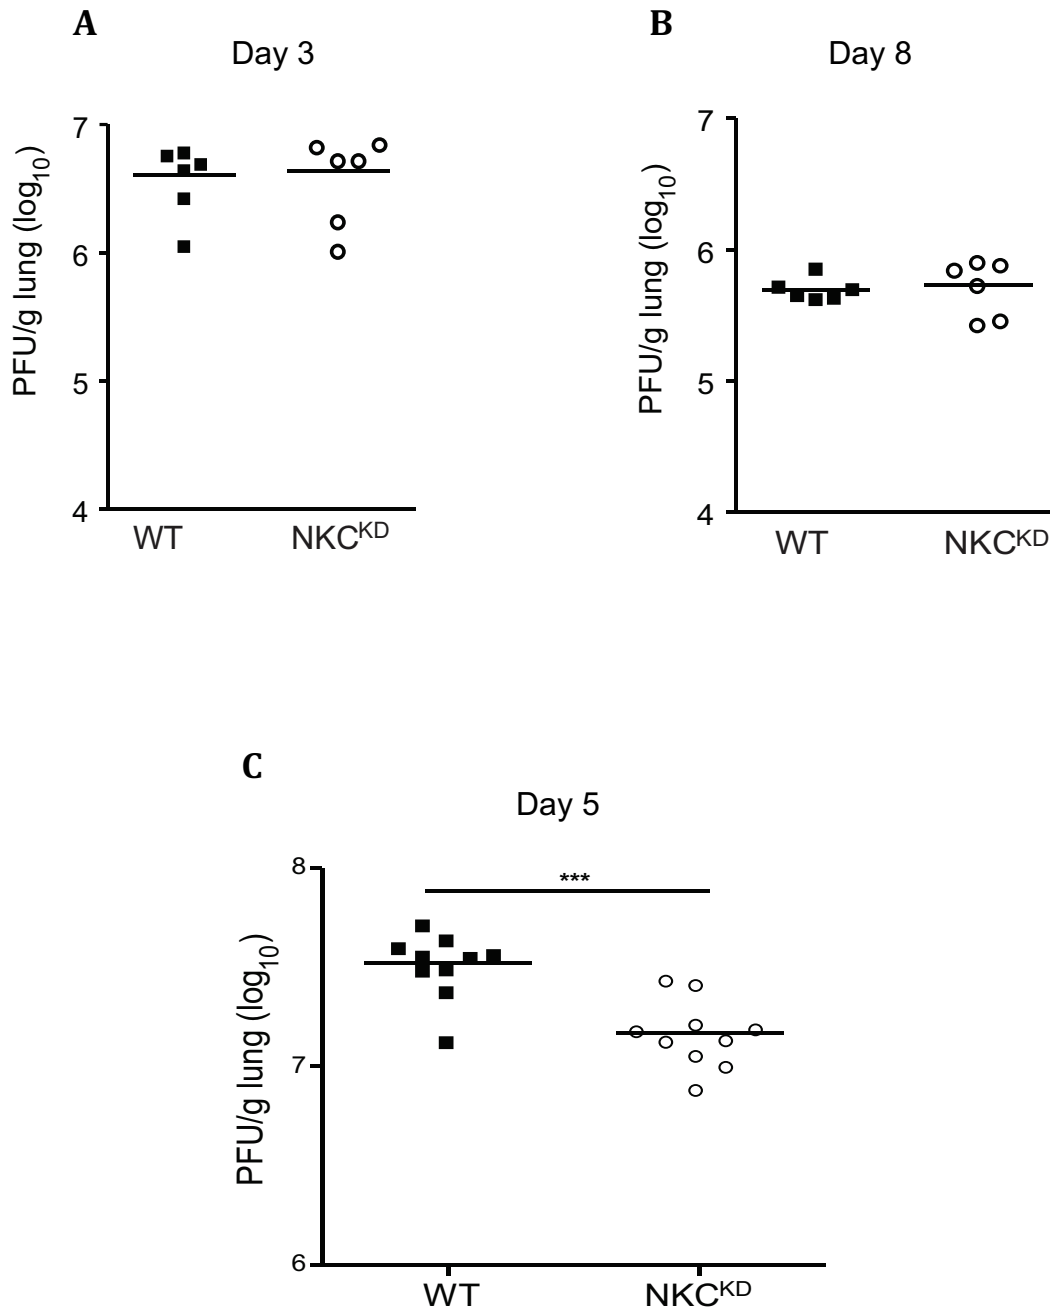 A
Day 3
PFU/g lung (log10)
7
6
5
4
WT
NKCKD
B
Day 8
PFU/g lung (log10)
7
6
5
4
WT
NKCKD
C
Day 5
PFU/g lung (log10)
8
7
6
***
WT
NKCKD